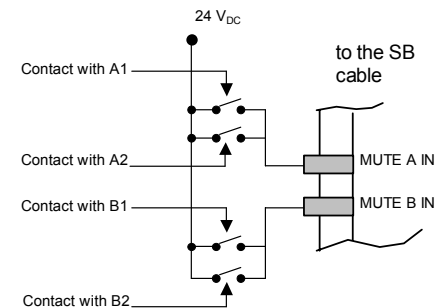 24 VDC
to the SB
cable
Contact with A1
Contact with A2
MUTE A IN
Contact with B1
MUTE B IN
Contact with B2